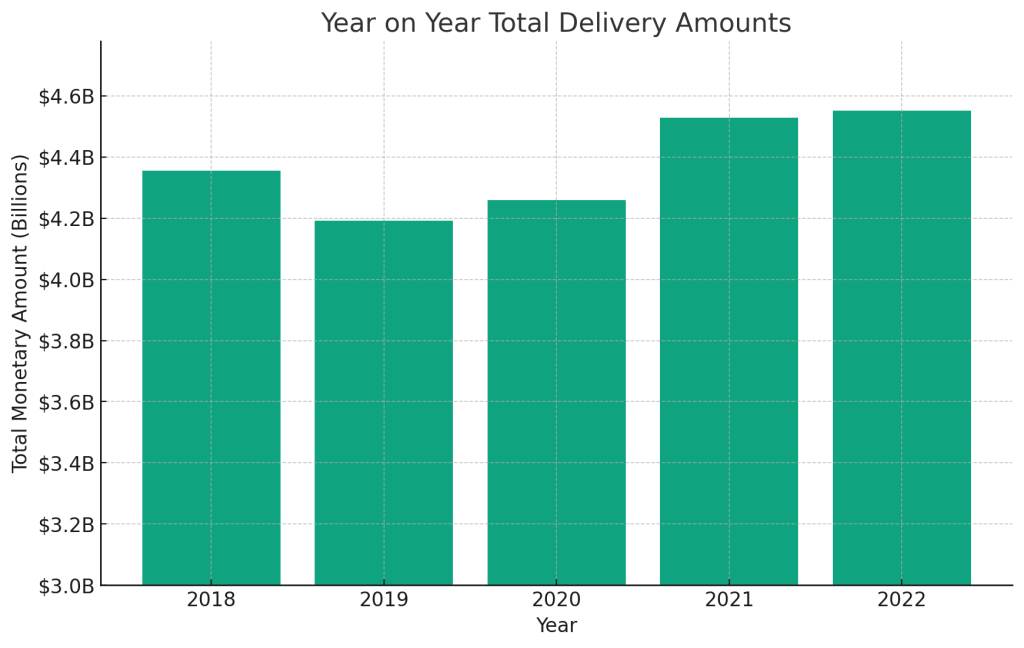 Year on Year Total Delivery Amounts
Total Monetary Amount (Billions)
$4.6B
$4.4B
$4.2B
$4.0B
$3.8B
$3.6B
$3.4B
$3.2B
$3.0B
2018 2019 2020 2021 2022
Year